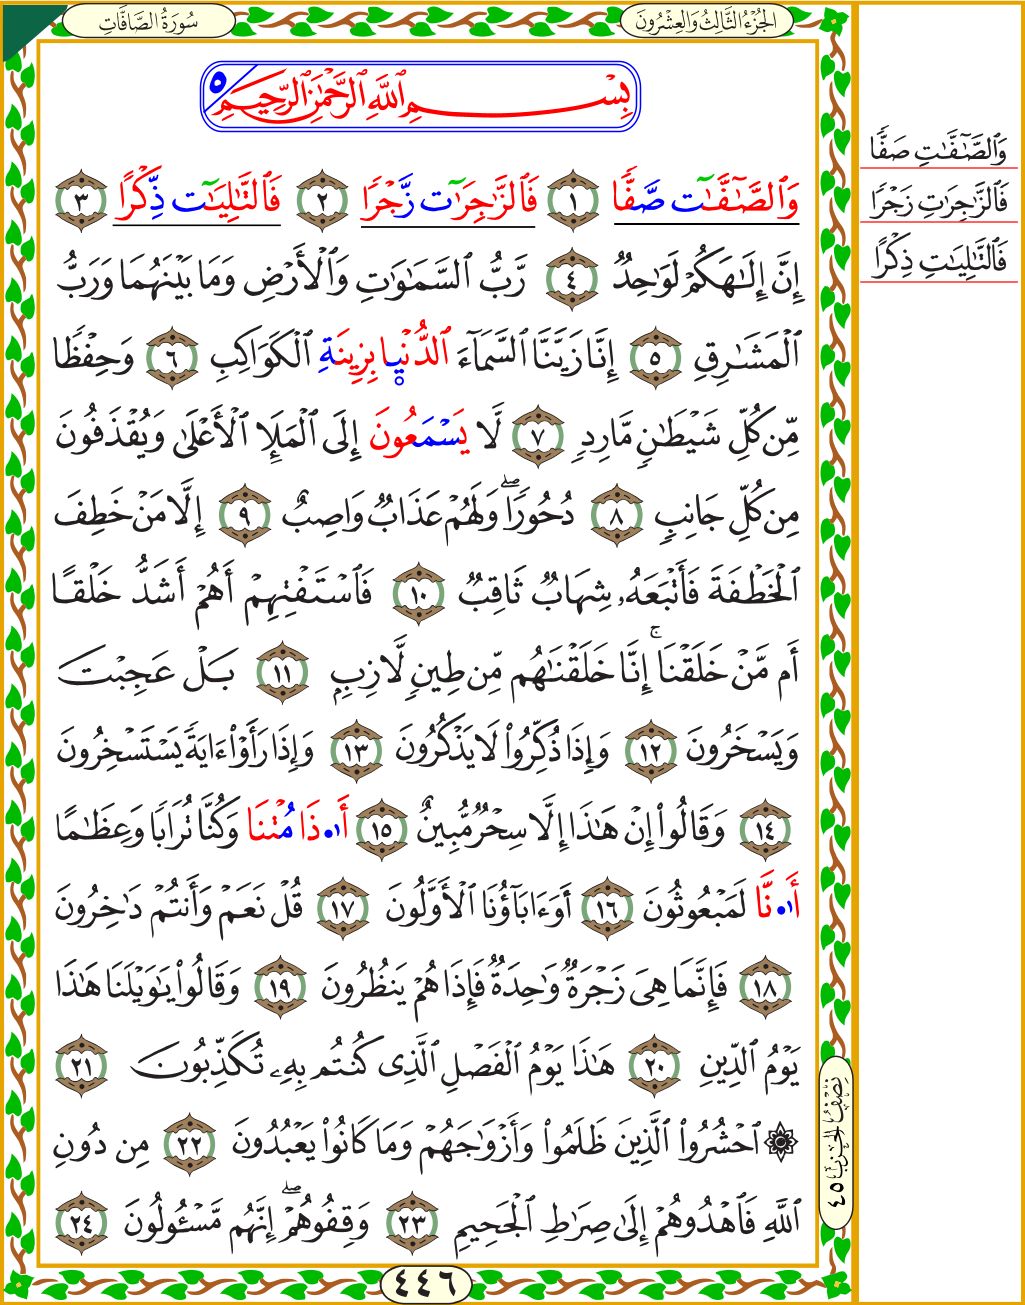 الجُزْءُ الثَّالِثُ وَالعِشْرُونَ
سُورَةُ الصَّافَّاتِ
بِسْمِ ٱللَّهِ ٱلرَّحْمَٰنِ ٱلرَّحِيمِ ٥
وَٱلصَّـٰٓفَّـٰٓت صَّفًّا ١ فَٱلزَّٰجِرَٰٓت زَّجْرًا ٢ فَٱلتَّـٰلِيَـٰٓت ذِّكْرًا ٣
إِنَّ إِلَـٰهَكُمْ لَوَٰحِدٌ ٤ رَّبُّ ٱلسَّمَـٰوَٰتِ وَٱلْأَرْضِ وَمَا بَيْنَهُمَا وَرَبُّ
ٱلْمَشَـٰرِقِ ٥ إِنَّا زَيَّنَّا ٱلسَّمَآءَ ٱلدُّنْيا بِزِينَةِ ٱلْكَوَاكِبِ ٦ وَحِفْظًا
مِّن كُلِّ شَيْطَـٰنٍ مَّارِدٍ ٧ لَّا يَسْمَعُونَ إِلَى ٱلْمَلَإِ ٱلْأَعْلَىٰ وَيُقْذَفُونَ
مِن كُلِّ جَانِبٍ ٨ دُحُورًا ۖ وَلَهُمْ عَذَابٌ وَاصِبٌ ٩ إِلَّا مَنْ خَطِفَ
ٱلْخَطْفَةَ فَأَتْبَعَهُۥ شِهَابٌ ثَاقِبٌ ١٠ فَٱسْتَفْتِهِمْ أَهُمْ أَشَدُّ خَلْقًا
أَم مَّنْ خَلَقْنَا ۚ إِنَّا خَلَقْنَـٰهُم مِّن طِينٍ لَّازِبٍ ١١ بَلْ عَجِبْتَ
وَيَسْخَرُونَ ١٢ وَإِذَا ذُكِّرُوا۟ لَا يَذْكُرُونَ ١٣ وَإِذَا رَأَوْا۟ ءَايَةً يَسْتَسْخِرُونَ
١٤ وَقَالُوٓا۟ إِنْ هَـٰذَآ إِلَّا سِحْرٌ مُّبِينٌ ١٥ أَ۟ه ذَا مُتْنَا وَكُنَّا تُرَابًا وَعِظَـٰمًا
أَ۟ه نَّا لَمَبْعُوثُونَ ١٦ أَوَءَابَآؤُنَا ٱلْأَوَّلُونَ ١٧ قُلْ نَعَمْ وَأَنتُمْ دَٰخِرُونَ
١٨ فَإِنَّمَا هِىَ زَجْرَةٌ وَٰحِدَةٌ فَإِذَا هُمْ يَنظُرُونَ ١٩ وَقَالُوا۟ يَـٰوَيْلَنَا هَـٰذَا
يَوْمُ ٱلدِّينِ ٢٠ هَـٰذَا يَوْمُ ٱلْفَصْلِ ٱلَّذِى كُنتُم بِهِۦ تُكَذِّبُونَ ٢١
۞ ٱحْشُرُوا۟ ٱلَّذِينَ ظَلَمُوا۟ وَأَزْوَٰجَهُمْ وَمَا كَانُوا۟ يَعْبُدُونَ ٢٢ مِن دُونِ
ٱللَّهِ فَٱهْدُوهُمْ إِلَىٰ صِرَٰطِ ٱلْجَحِيمِ ٢٣ وَقِفُوهُمْ ۖ إِنَّهُم مَّسْـُٔولُونَ ٢٤
وَٱلصَّـٰٓفَّـٰتِ صَفًّا
فَٱلزَّٰجِرَٰتِ زَجْرًا
فَٱلتَّـٰلِيَـٰتِ ذِكْرًا
نِصْفُ الحِزْبِ ٤٥
٤٤٦